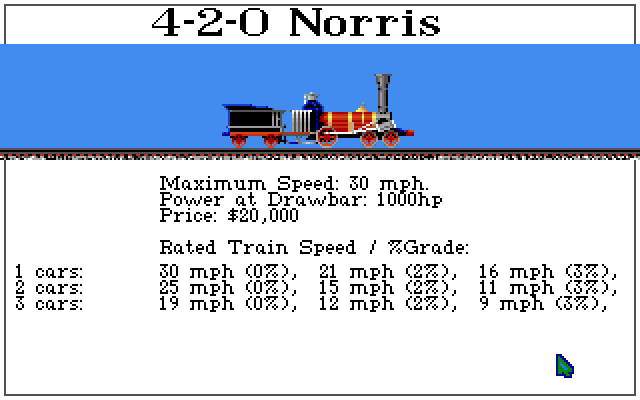 4-2-0 Norris
Maximum Speed: 30 mph.
Power at Drawbar: 1000hp
Price: $20,000
Rated Train Speed / %Grade:
1 cars: 30 mph (0%), 21 mph (2%), 16 mph (3%),
2 cars: 25 mph (0%), 15 mph (2%), 11 mph (3%),
3 cars: 19 mph (0%), 12 mph (2%), 9 mph (3%),